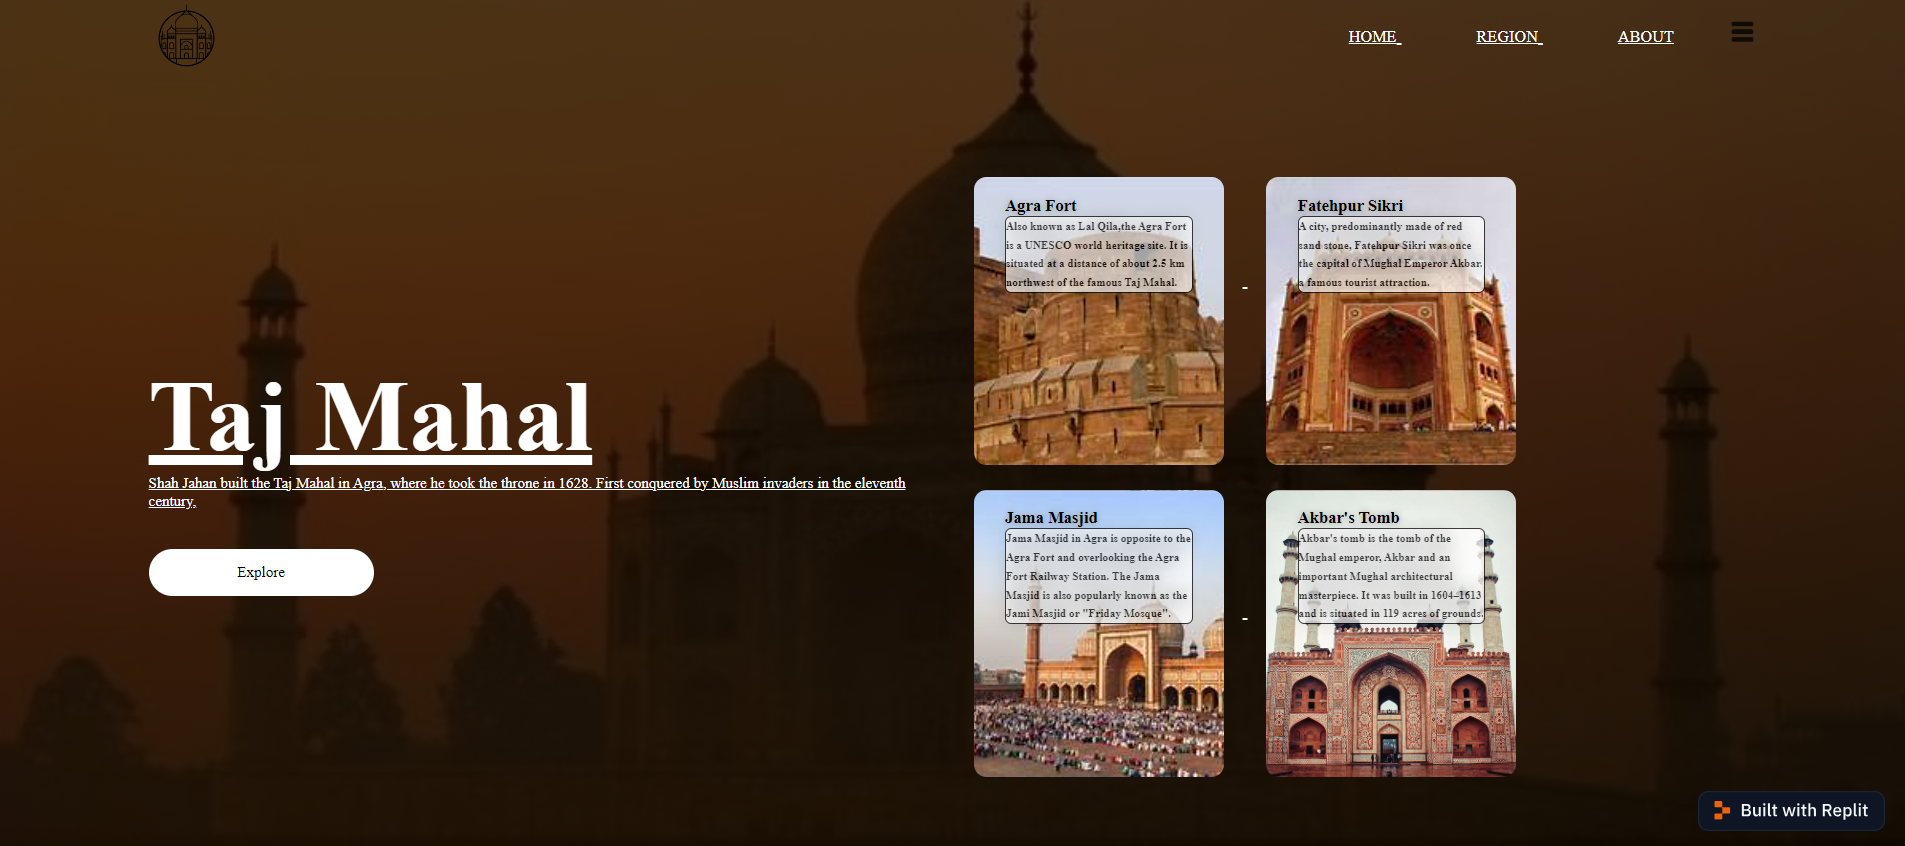 HOME
REGION
ABOUT
Taj Mahal
Shah Jahan built the Taj Mahal in Agra, where he took the throne in 1628. First conquered by Muslim invaders in the eleventh
century,
Explore
Agra Fort
Also known as Lal Qila,the Agra Fort
is a UNESCO world heritage site. It is
situated at a distance of about 2.5 km
northwest of the famous Taj Mahal.
-
Fatehpur Sikri
A city, predominantly made of red
sand stone, Fatehpur Sikri was once
the capital of Mughal Emperor Akbar.
a famous tourist attraction.
Jama Masjid
Jama Masjid in Agra is opposite to the
Agra Fort and overlooking the Agra
Fort Railway Station. The Jama
Masjid is also popularly known as the
Jami Masjid or "Friday Mosque".
-
Akbar's Tomb
Akbar's tomb is the tomb of the
Mughal emperor, Akbar and an
important Mughal architectural
masterpiece. It was built in 1604–1613
and is situated in 119 acres of grounds.
Built with Replit